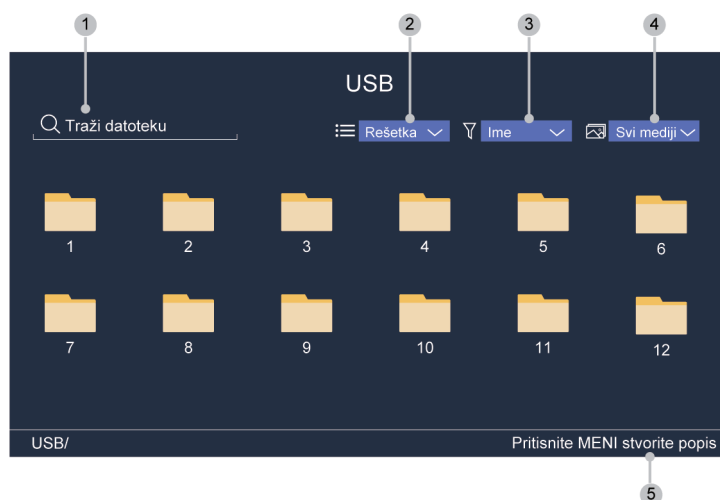 1 2 3 4
USB
Traži datoteku
Rešetka Ime Svi mediji
1 2 3 4 5 6
7 8 9 10 11 12
USB/ Pritisnite MENI stvorite popis
5